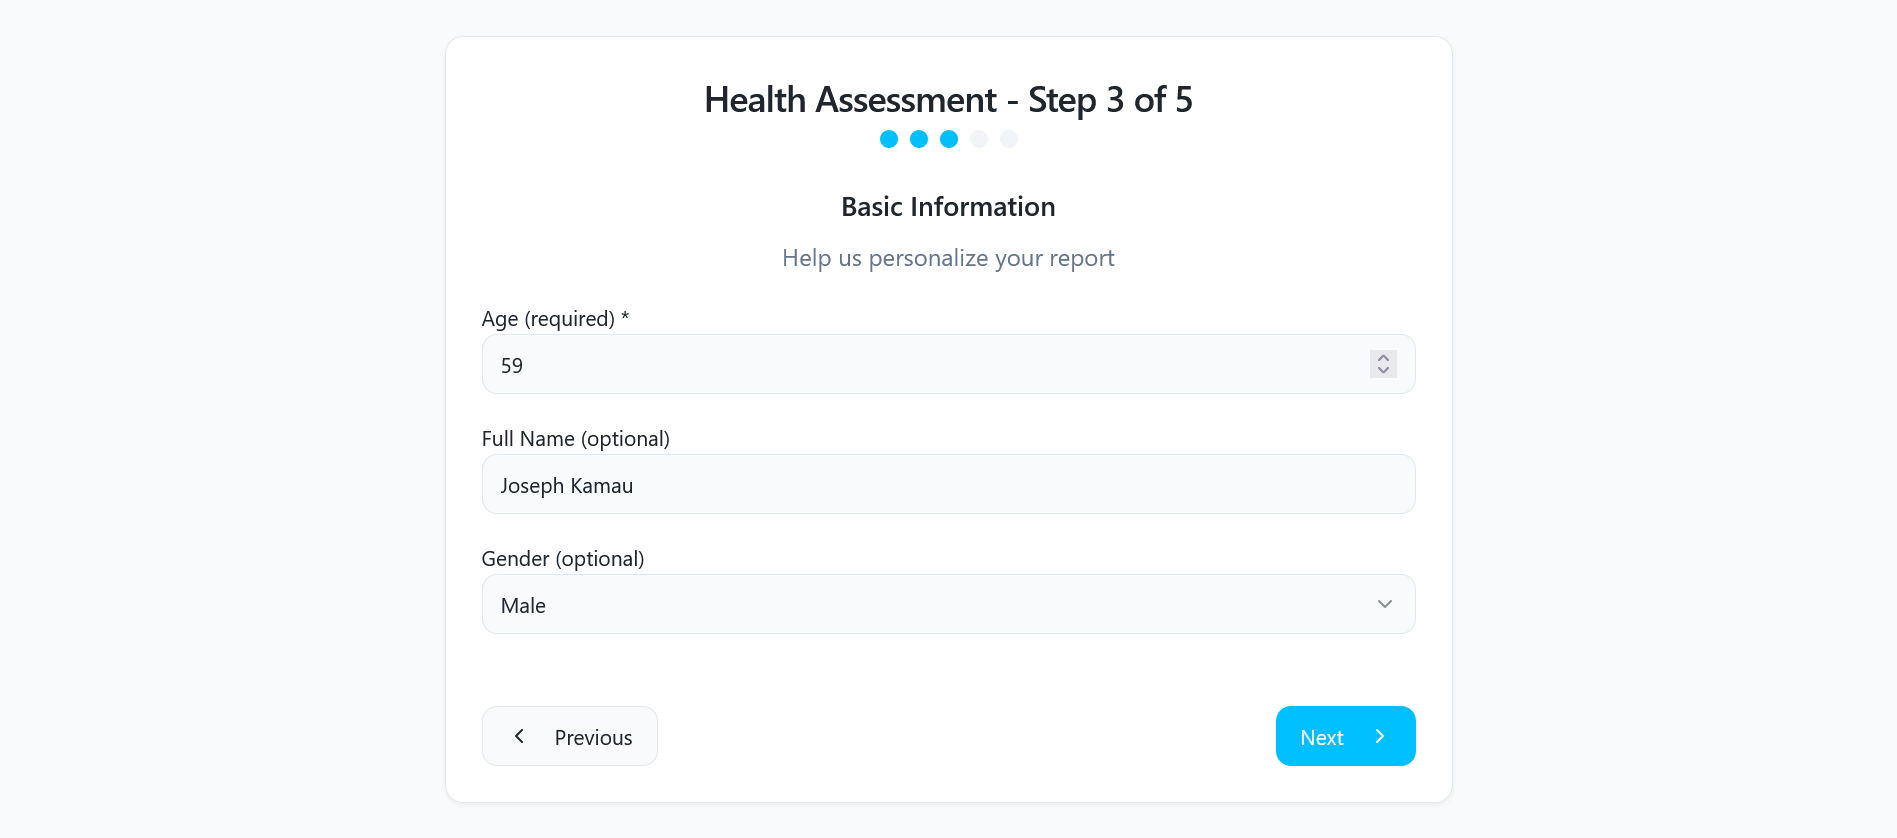 Health Assessment - Step 3 of 5
Basic Information
Help us personalize your report
Age (required) *
59
Full Name (optional)
Joseph Kamau
Gender (optional)
Male
Previous
Next